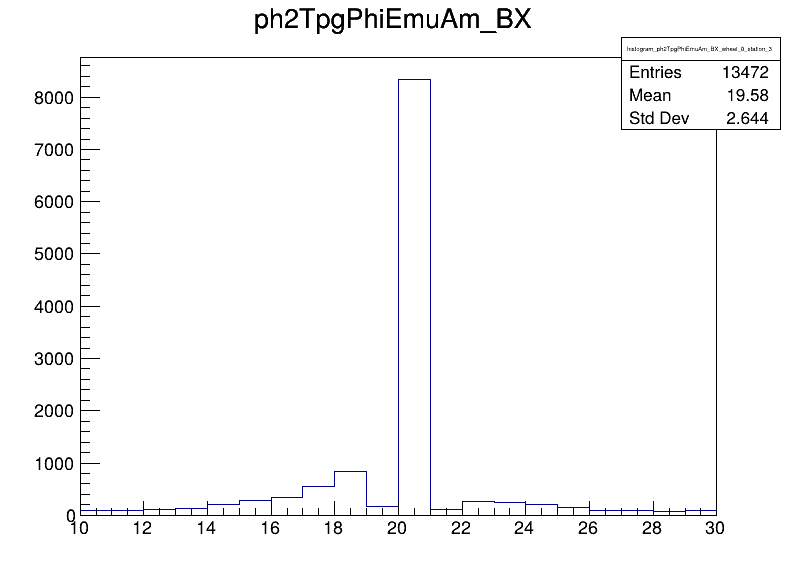 ph2TpgPhiEmuAm_BX
histogram_ph2TpgPhiEmuAm_BX_wheel_0_station_3
Entries 13472
Mean 19.58
Std Dev 2.644
8000
7000
6000
5000
4000
3000
2000
1000
0
10 12 14 16 18 20 22 24 26 28 30